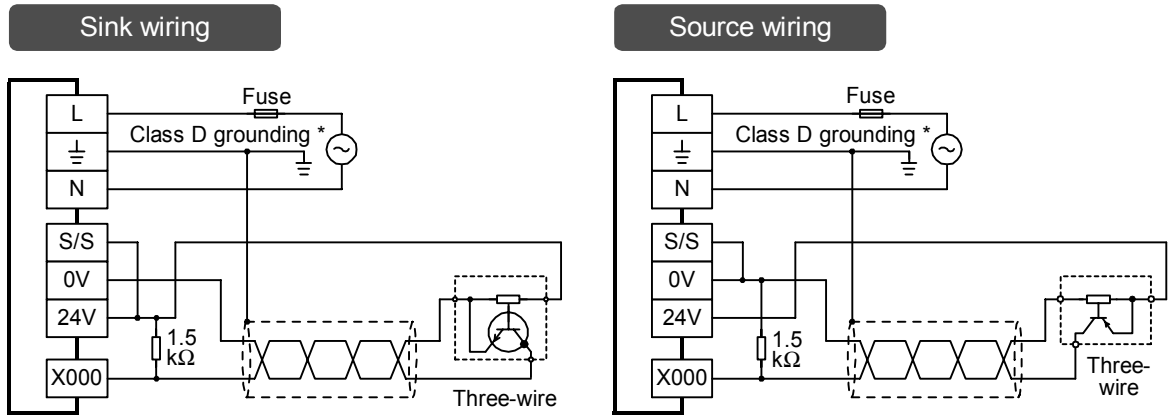 Sink wiring
L
Fuse
Class D grounding *
N
S/S
0V
24V
1.5
kΩ
X000
Three-wire
Source wiring
L
Fuse
Class D grounding *
N
S/S
0V
24V
1.5
kΩ
X000
Three-
wire